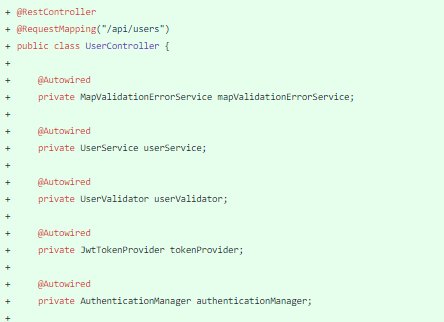 + @RestController
+ @RequestMapping("/api/users")
+ public class UserController {
+
+     @Autowired
+     private MapValidationErrorService mapValidationErrorService;
+
+     @Autowired
+     private UserService userService;
+
+     @Autowired
+     private UserValidator userValidator;
+
+     @Autowired
+     private JwtTokenProvider tokenProvider;
+
+     @Autowired
+     private AuthenticationManager authenticationManager;
+